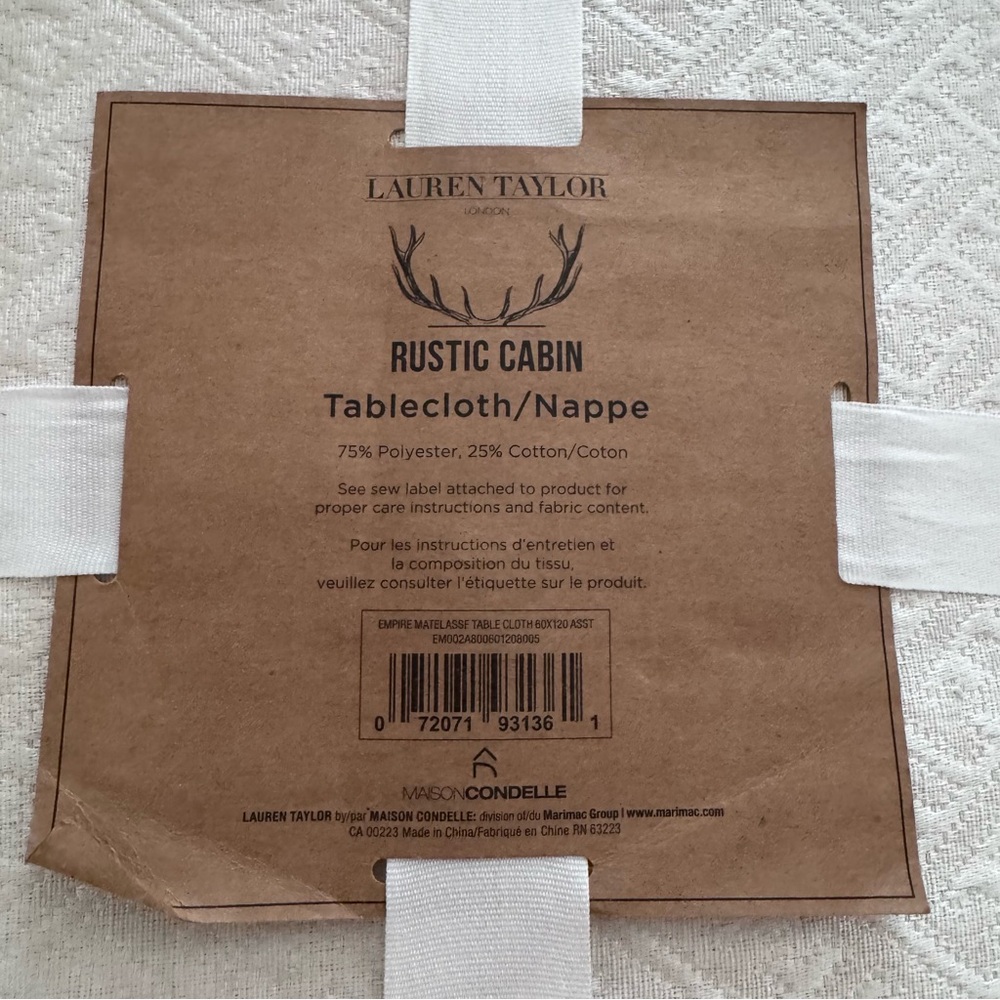 LAUREN TAYLOR
LONDON
RUSTIC CABIN
Tablecloth/Nappe
75% Polyester, 25% Cotton/Coton
See sew label attached to product for
proper care instructions and fabric content.
Pour les instructions d'entretien et
la composition du tissu,
veuillez consulter l'étiquette sur le produit.
EMPIRE MATELASSE TABLE CLOTH 60X120 ASST
EM002A800601208005
0 72071 93136 1
MAISONCONDELLE
LAUREN TAYLOR by/par MAISON CONDELLE: division of/du Marimac Group | www.marimac.com
CA 00223 Made in China/Fabriqué en Chine RN 63223